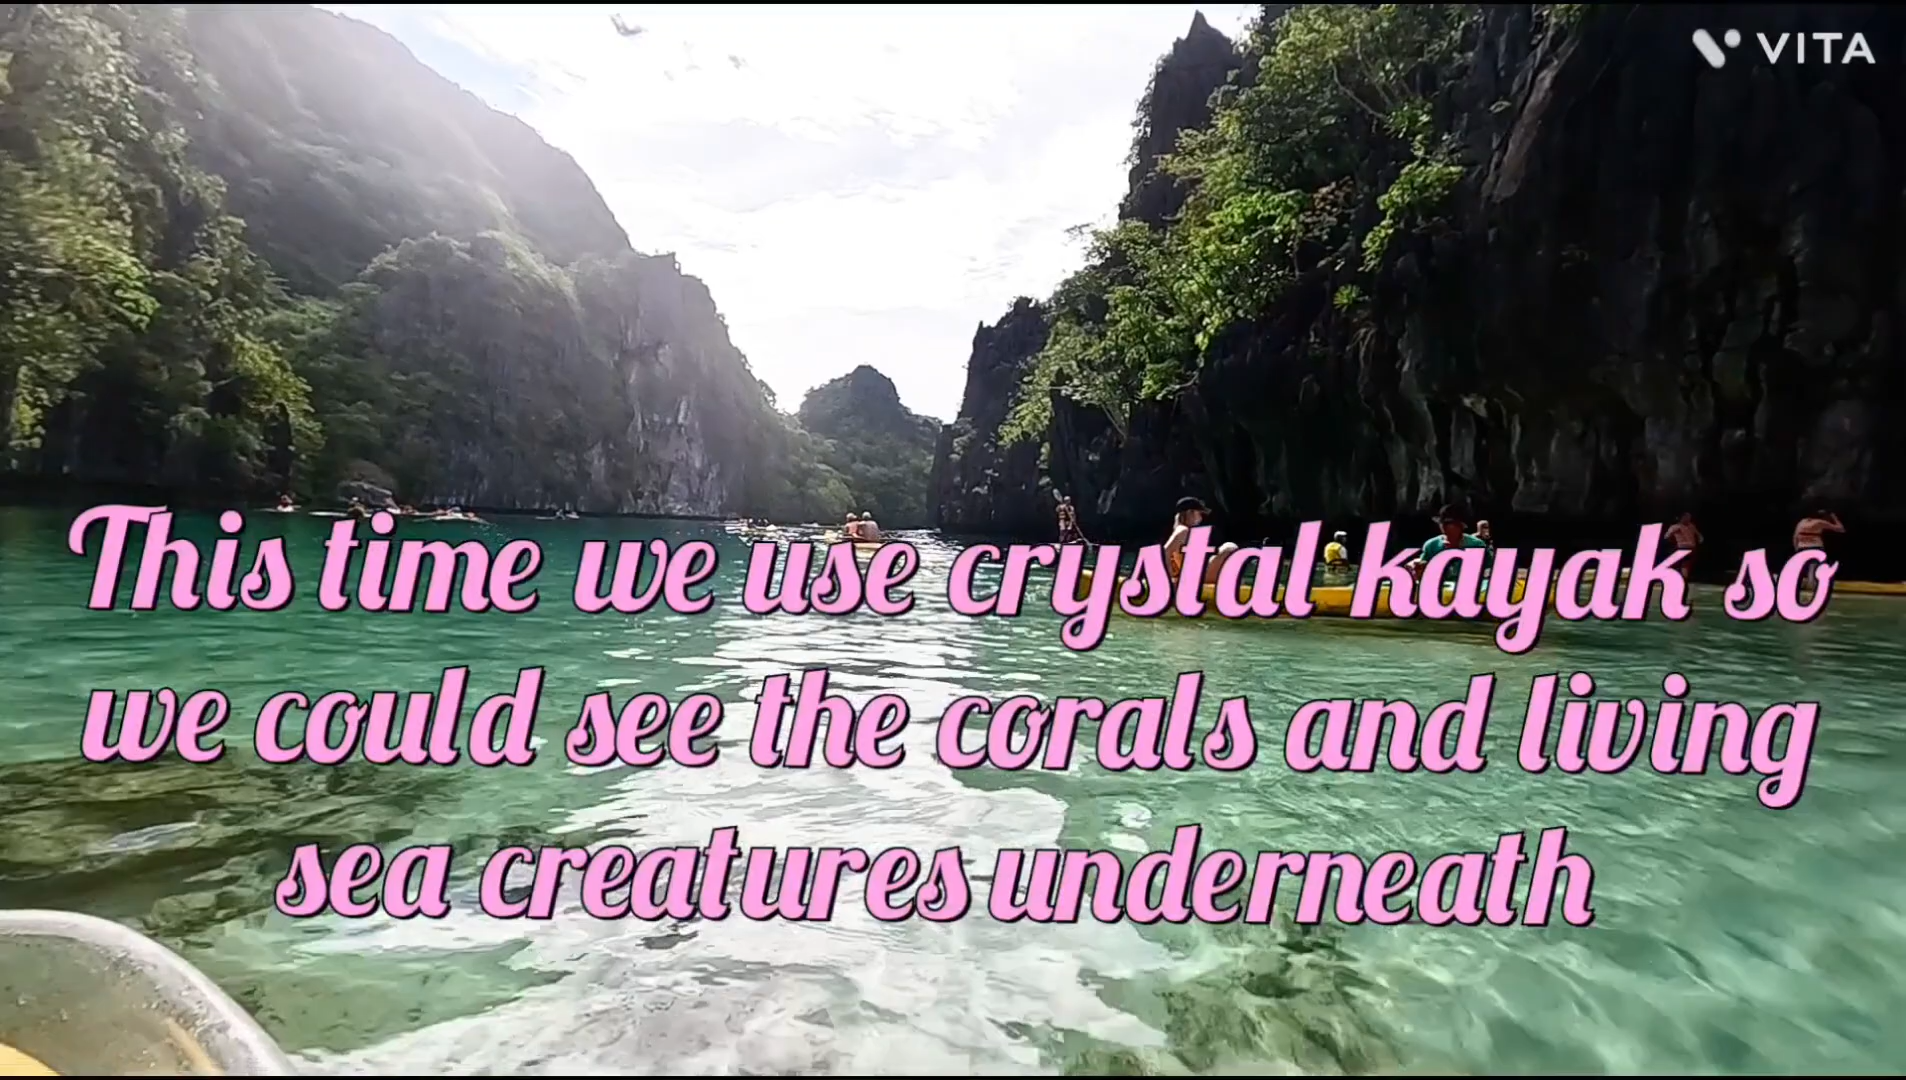 VITA
This time we use crystal kayak so
we could see the corals and living
sea creatures underneath